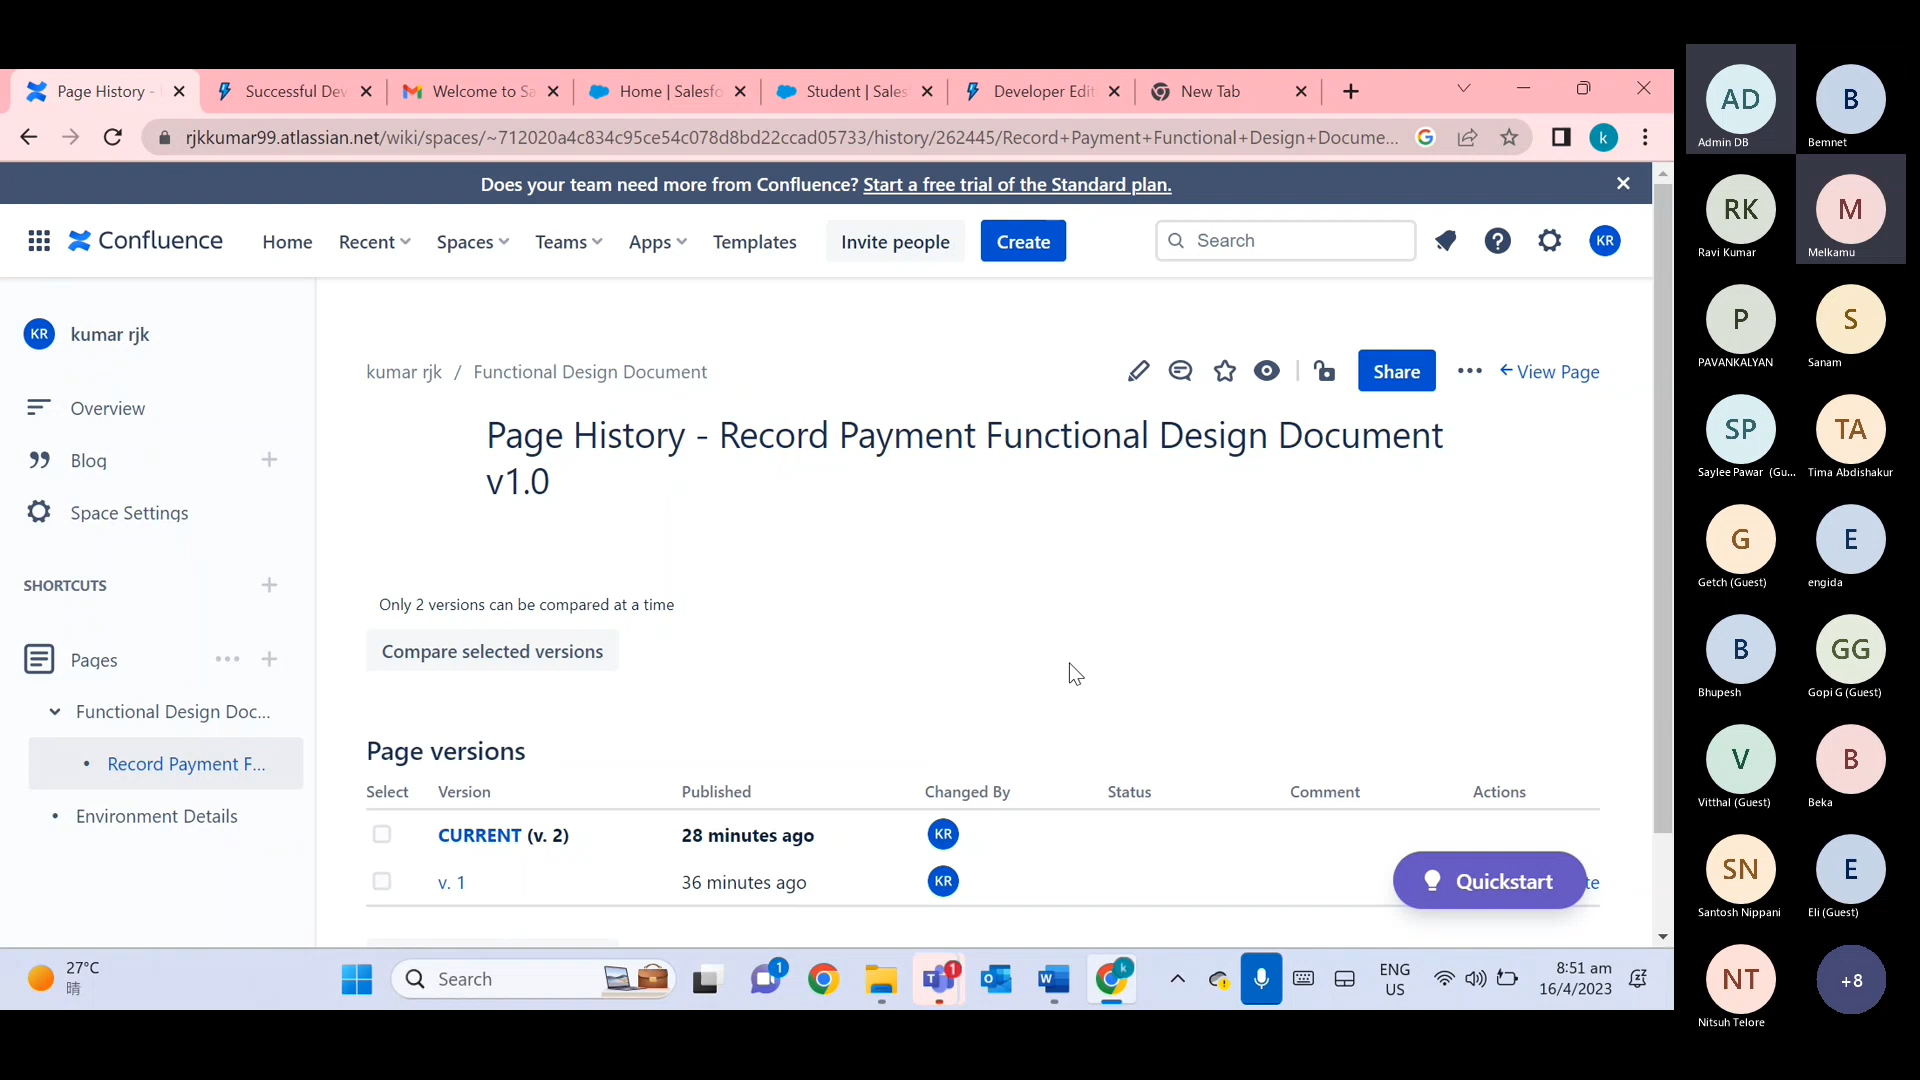 Page History -
Successful Dev
Welcome to Sa
Home | Salesfo
Student | Sales
Developer Edit
New Tab
rjkkumar99.atlassian.net/wiki/spaces/~712020a4c834c95ce54c078d8bd22ccad05733/history/262445/Record+Payment+Functional+Design+Docume...
k
Does your team need more from Confluence? Start a free trial of the Standard plan.
Confluence
Home
Recent
Spaces
Teams
Apps
Templates
Invite people
Create
Search
KR
KR
kumar rjk
Overview
Blog
Space Settings
SHORTCUTS
Pages
Functional Design Doc...
Record Payment F...
Environment Details
kumar rjk / Functional Design Document
Share
View Page
Page History - Record Payment Functional Design Document
v1.0
Only 2 versions can be compared at a time
Compare selected versions
Page versions
Select Version Published Changed By Status Comment Actions
CURRENT (v. 2) 28 minutes ago KR
v. 1 36 minutes ago KR
te
Quickstart
27°C
晴
Search
1
1
k
ENG
US
8:51 am
16/4/2023
AD
Admin DB
B
Bemnet
RK
Ravi Kumar
M
Melkamu
P
PAVANKALYAN
S
Sanam
SP
Saylee Pawar (Gu...
TA
Tima Abdishakur
G
Getch (Guest)
E
engida
B
Bhupesh
GG
Gopi G (Guest)
V
Vitthal (Guest)
B
Beka
SN
Santosh Nippani
E
Eli (Guest)
NT
Nitsuh Telore
+8